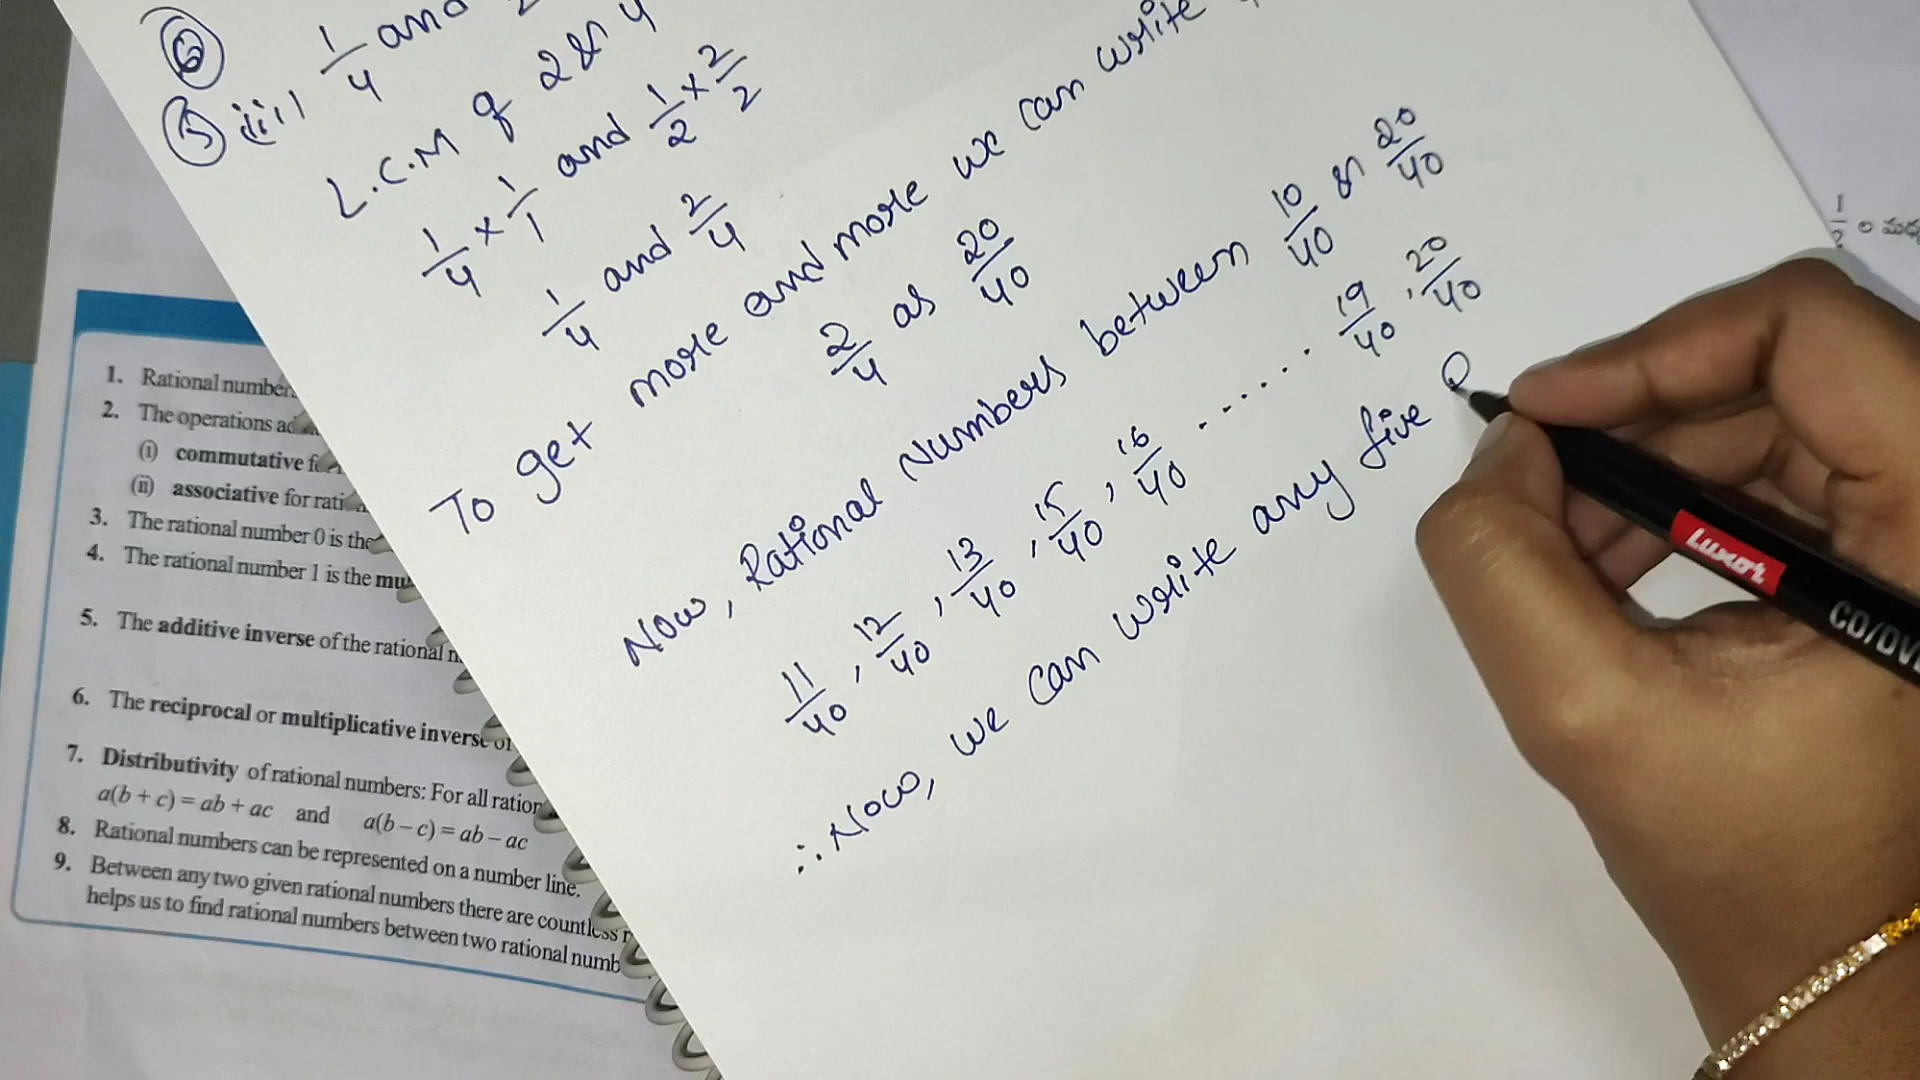 6
5 iii) 1/4 and
L.C.M of 2 & 4
1/4 × 1/1 and 1/2 × 2/2
1/4 and 2/4
To get more and more we can write
2/4 as 20/40
Now, Rational Numbers between 10/40 & 20/40
11/40, 12/40, 13/40, 15/40, 16/40 ....... 19/40, 20/40
∴ Now, we can write any five
1. Rational number
2. The operations ad
(i) commutative f
(ii) associative for rati
3. The rational number 0 is the
4. The rational number 1 is the mu
5. The additive inverse of the rational n
6. The reciprocal or multiplicative inverse of
7. Distributivity of rational numbers: For all ration
a(b + c) = ab + ac and a(b – c) = ab – ac
8. Rational numbers can be represented on a number line.
9. Between any two given rational numbers there are countless r
helps us to find rational numbers between two rational numb
1/2 ల మధ్య
Luxor
CD/DV